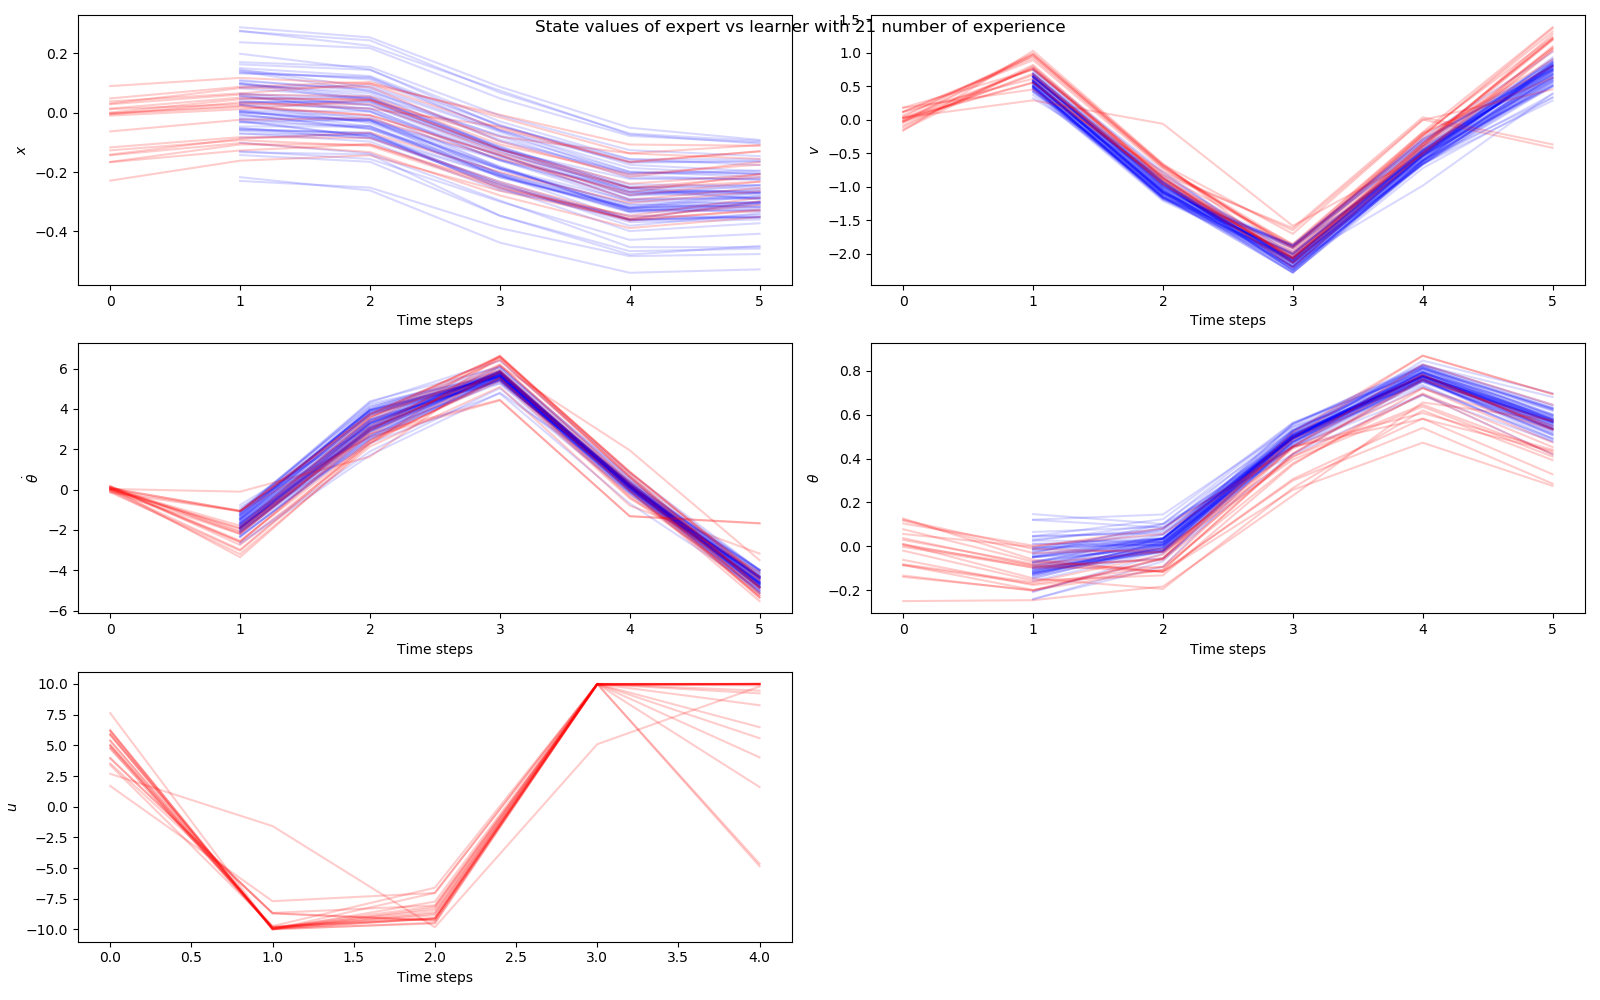 State values of expert vs learner with 21 number of experience
0.2
0.0
−0.2
−0.4
x
0 1 2 3 4 5
Time steps
1.5
1.0
0.5
0.0
−0.5
−1.0
−1.5
−2.0
v
0 1 2 3 4 5
Time steps
6
4
2
0
−2
−4
−6
θ̇
0 1 2 3 4 5
Time steps
0.8
0.6
0.4
0.2
0.0
−0.2
θ
0 1 2 3 4 5
Time steps
10.0
7.5
5.0
2.5
0.0
−2.5
−5.0
−7.5
−10.0
u
0.0 0.5 1.0 1.5 2.0 2.5 3.0 3.5 4.0
Time steps